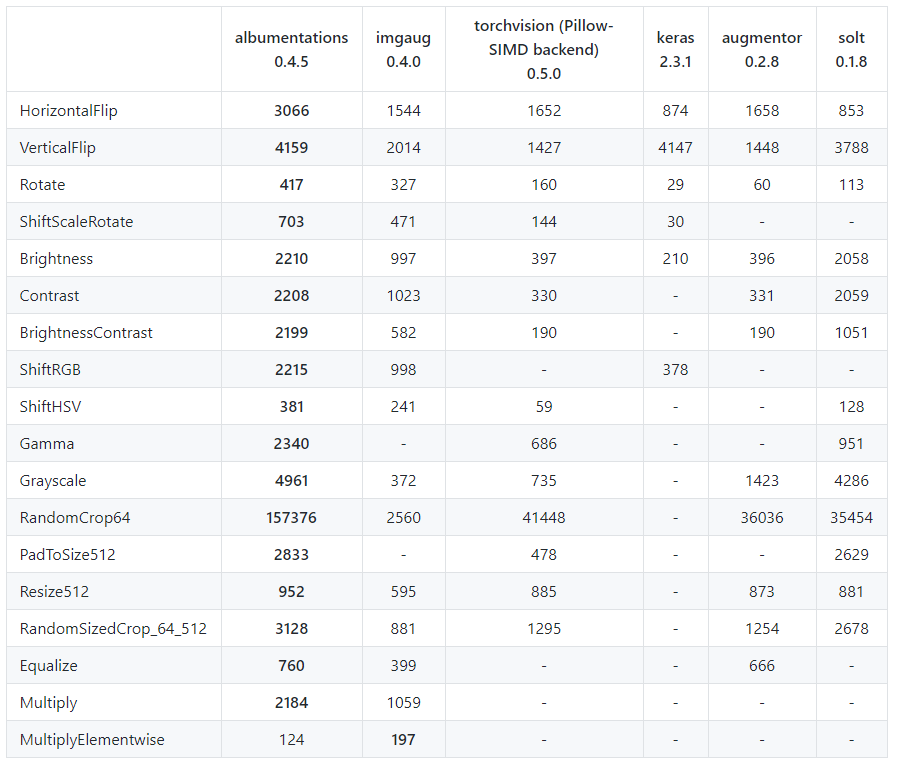 albumentations 0.4.5 imgaug 0.4.0 torchvision (Pillow-SIMD backend) 0.5.0 keras 2.3.1 augmentor 0.2.8 solt 0.1.8
HorizontalFlip 3066 1544 1652 874 1658 853
VerticalFlip 4159 2014 1427 4147 1448 3788
Rotate 417 327 160 29 60 113
ShiftScaleRotate 703 471 144 30 - -
Brightness 2210 997 397 210 396 2058
Contrast 2208 1023 330 - 331 2059
BrightnessContrast 2199 582 190 - 190 1051
ShiftRGB 2215 998 - 378 - -
ShiftHSV 381 241 59 - - 128
Gamma 2340 - 686 - - 951
Grayscale 4961 372 735 - 1423 4286
RandomCrop64 157376 2560 41448 - 36036 35454
PadToSize512 2833 - 478 - - 2629
Resize512 952 595 885 - 873 881
RandomSizedCrop_64_512 3128 881 1295 - 1254 2678
Equalize 760 399 - - 666 -
Multiply 2184 1059 - - - -
MultiplyElementwise 124 197 - - - -